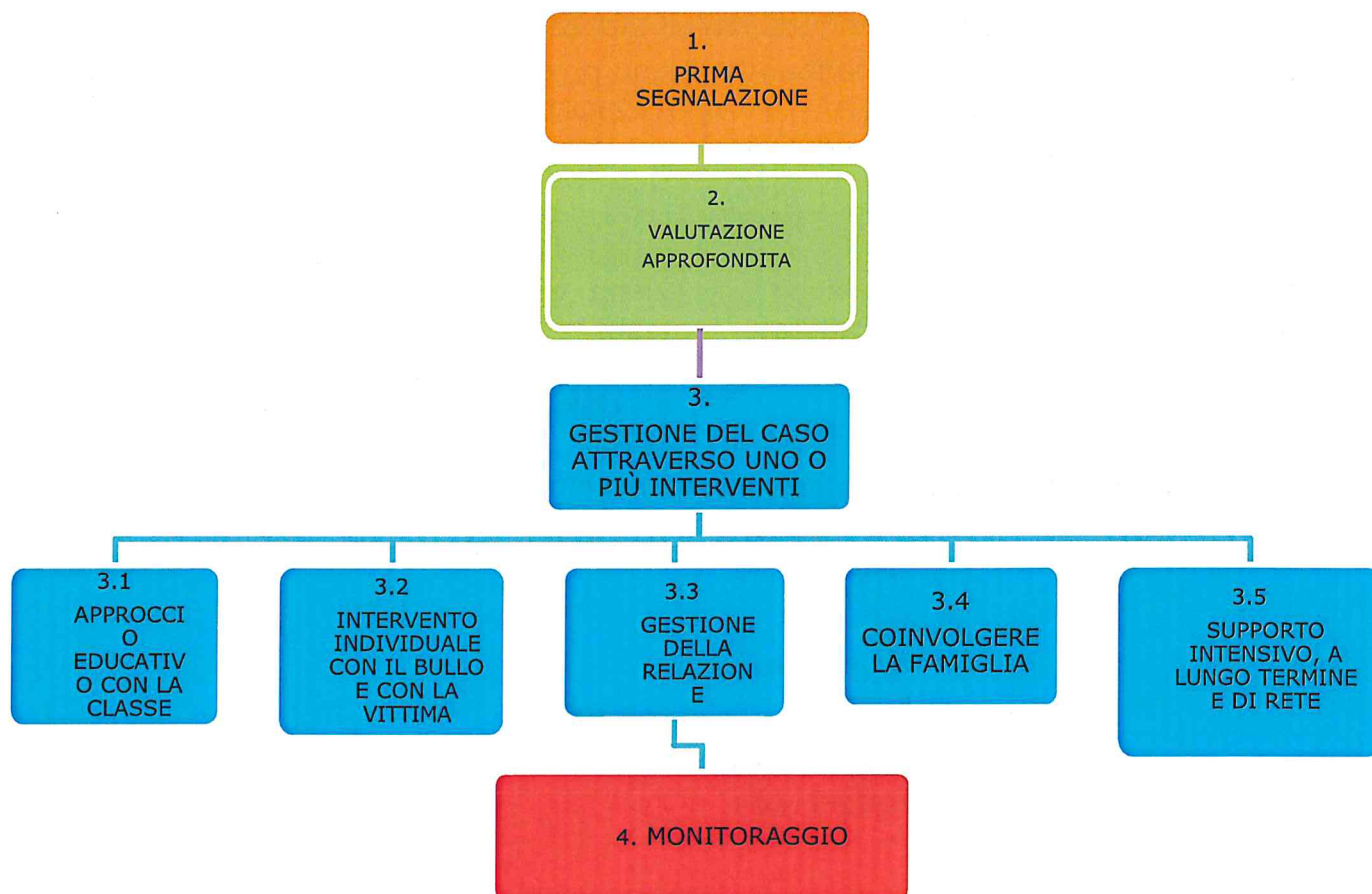 1.
PRIMA
SEGNALAZIONE
2.
VALUTAZIONE
APPROFONDITA
3.
GESTIONE DEL CASO
ATTRAVERSO UNO O
PIÙ INTERVENTI
3.1
APPROCCI
O
EDUCATIV
O CON LA
CLASSE
3.2
INTERVENTO
INDIVIDUALE
CON IL BULLO
E CON LA
VITTIMA
3.3
GESTIONE
DELLA
RELAZION
E
3.4
COINVOLGERE
LA FAMIGLIA
3.5
SUPPORTO
INTENSIVO, A
LUNGO TERMINE
E DI RETE
4. MONITORAGGIO